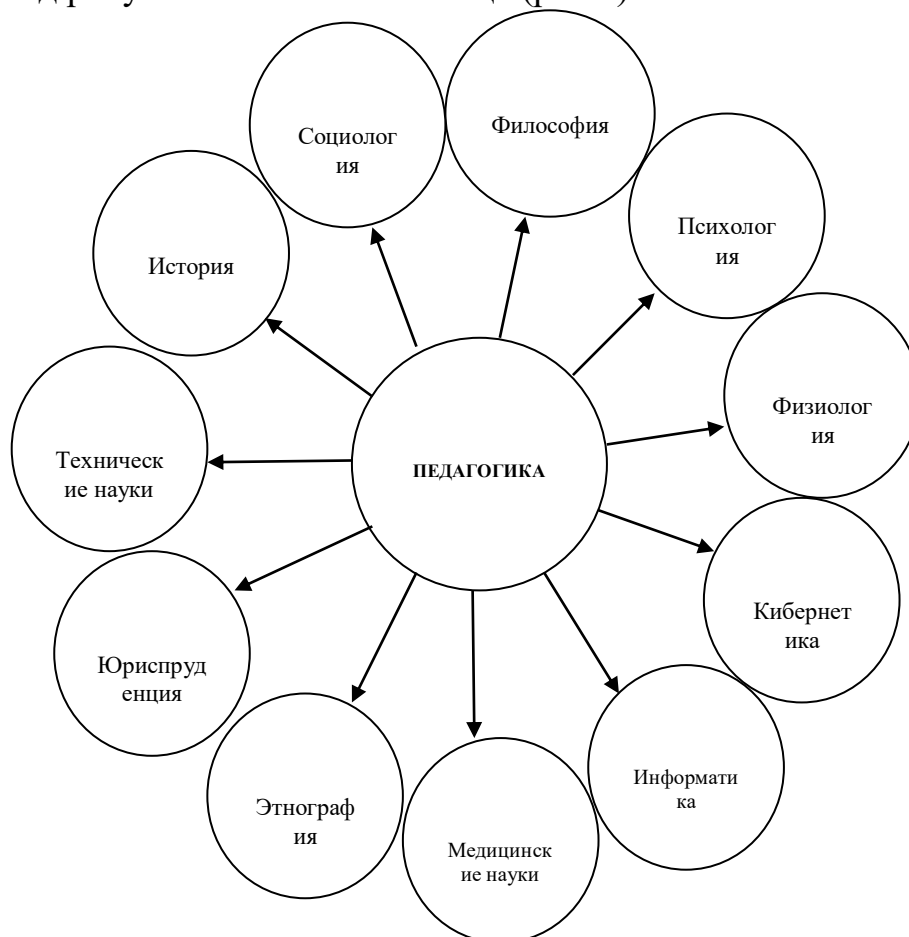 Социолог
ия
Философия
Психолог
ия
История
Физиолог
ия
Техническ
ие науки
ПЕДАГОГИКА
Кибернет
ика
Юриспруд
енция
Информати
ка
Этнограф
ия
Медицинск
ие науки